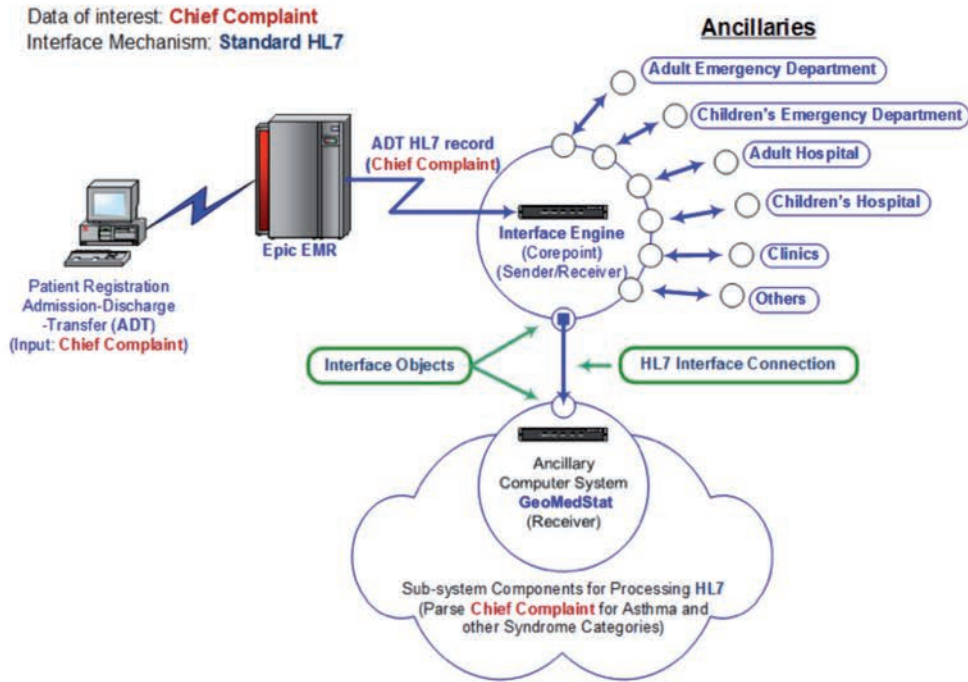 Data of interest: Chief Complaint
Interface Mechanism: Standard HL7
Ancillaries
Adult Emergency Department
Children's Emergency Department
Adult Hospital
Children's Hospital
Clinics
Others
ADT HL7 record
(Chief Complaint)
Epic EMR
Interface Engine
(Corepoint)
(Sender/Receiver)
Patient Registration
Admission-Discharge
-Transfer (ADT)
(Input: Chief Complaint)
Interface Objects
HL7 Interface Connection
Ancillary
Computer System
GeoMedStat
(Receiver)
Sub-system Components for Processing HL7
(Parse Chief Complaint for Asthma and
other Syndrome Categories)